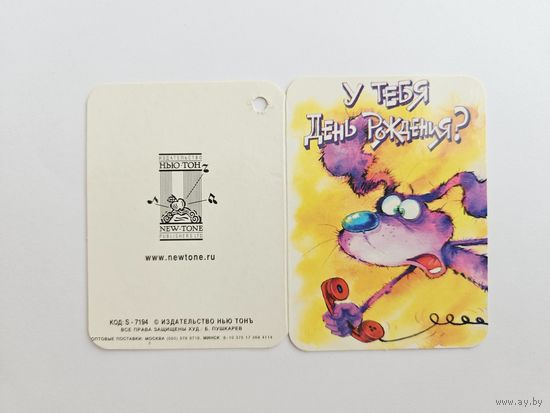 ИЗДАТЕЛЬСТВО
НЬЮ ТОН
NEW-TONE
PUBLISHERS LTD
www.newtone.ru
КОД: S - 7194 © ИЗДАТЕЛЬСТВО НЬЮ ТОНЪ
ВСЕ ПРАВА ЗАЩИЩЕНЫ ХУД. Б. ПУШКАРЕВ
ОПТОВЫЕ ПОСТАВКИ: МОСКВА МИНСК
У ТЕБЯ
ДЕНЬ РОЖДЕНИЯ?
www.ay.by